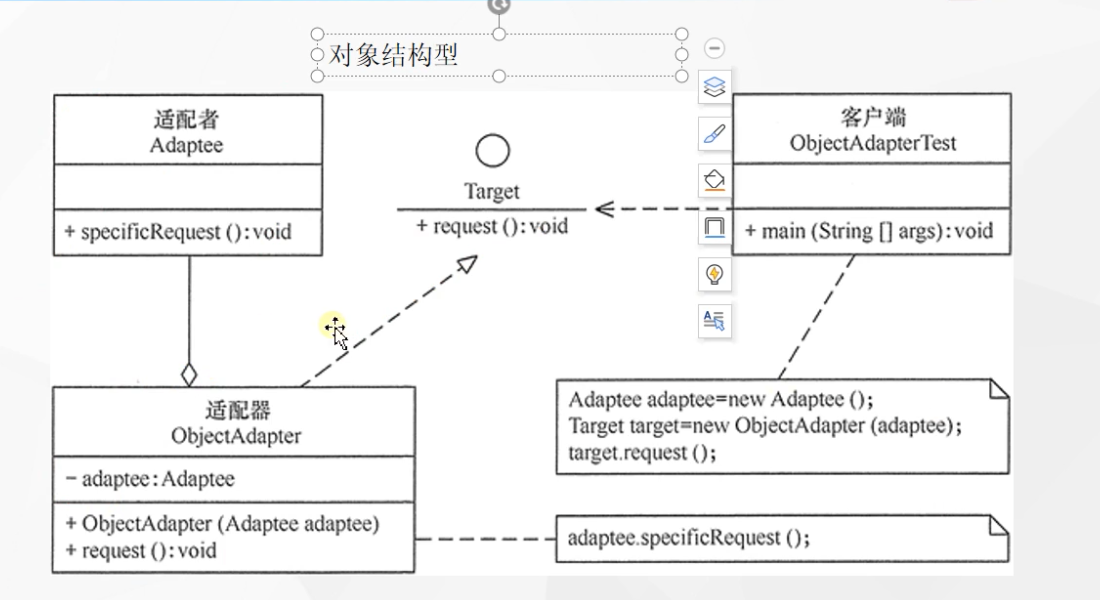 对象结构型
适配者
Adaptee
+ specificRequest ():void
Target
+ request ():void
客户端
ObjectAdapterTest
+ main (String [] args):void
适配器
ObjectAdapter
- adaptee:Adaptee
+ ObjectAdapter (Adaptee adaptee)
+ request ():void
Adaptee adaptee=new Adaptee ();
Target target=new ObjectAdapter (adaptee);
target.request ();
adaptee.specificRequest ();